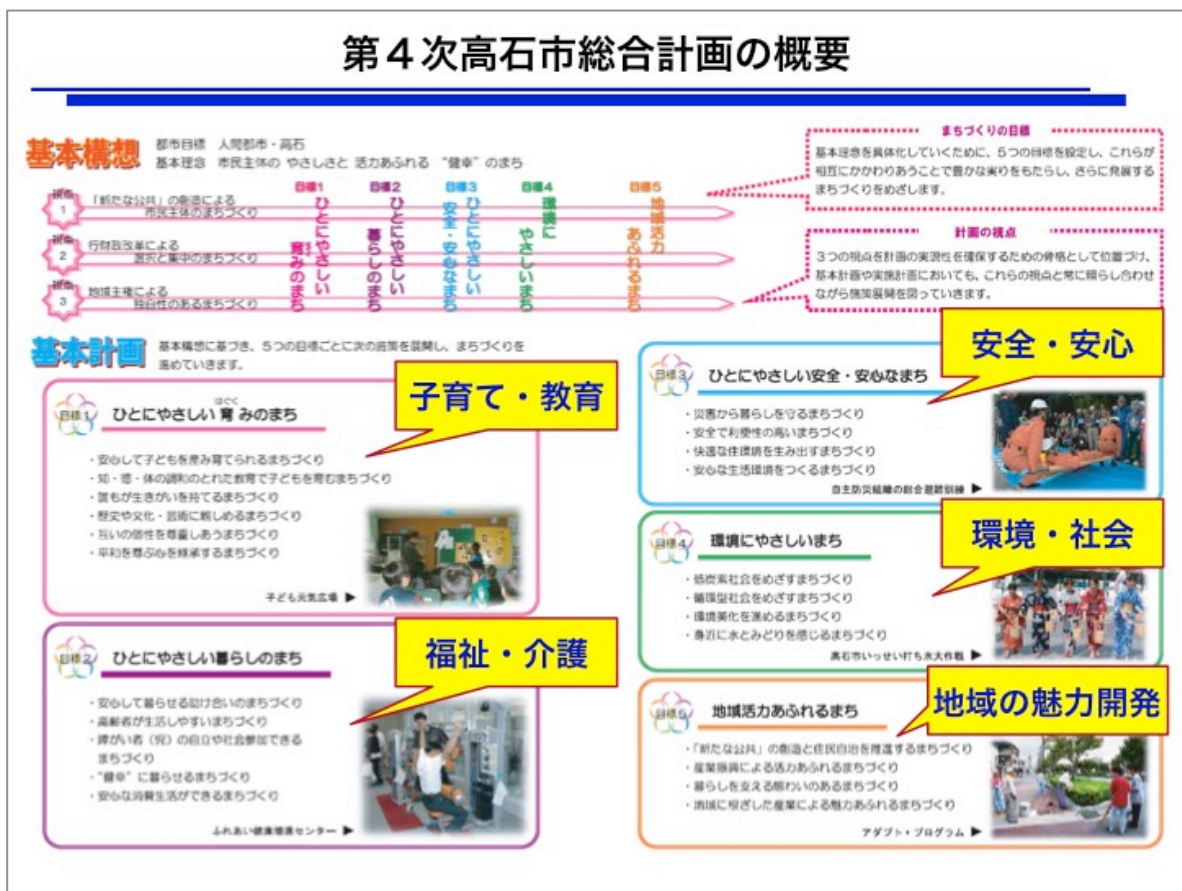 第4次高石市総合計画の概要
基本構想
都市目標 人間都市・高石
基本理念 市民主体の やさしさと 活力あふれる “健幸” のまち
視点1
「新たな公共」の創造による
市民主体のまちづくり
視点2
行財政改革による
選択と集中のまちづくり
視点3
地域主権による
独自性のあるまちづくり
目標1
ひとにやさしい
育みのまち
目標2
ひとにやさしい
暮らしのまち
目標3
ひとにやさしい
安全・安心なまち
目標4
環境に
やさしいまち
目標5
地域活力
あふれるまち
まちづくりの目標
基本理念を具体化していくために、5つの目標を設定し、これらが
相互にかかわりあうことで豊かな実りをもたらし、さらに発展する
まちづくりをめざします。
計画の視点
3つの視点を計画の実現性を確保するための骨格として位置づけ、
基本計画や実施計画においても、これらの視点と常に照らし合わせ
ながら施策展開を図っていきます。
基本計画
基本構想に基づき、5つの目標ごとに次の施策を展開し、まちづくりを
進めていきます。
子育て・教育
目標1
はぐく
ひとにやさしい 育 みのまち
・安心して子どもを産み育てられるまちづくり
・知・徳・体の調和のとれた教育で子どもを育むまちづくり
・誰もが生きがいを持てるまちづくり
・歴史や文化・芸術に親しめるまちづくり
・互いの個性を尊重しあうまちづくり
・平和を尊ぶ心を継承するまちづくり
子ども元気広場 ▶
福祉・介護
目標2
ひとにやさしい暮らしのまち
・安心して暮らせる助け合いのまちづくり
・高齢者が生活しやすいまちづくり
・障がい者（児）の自立や社会参加できる
まちづくり
・“健幸” に暮らせるまちづくり
・安心な消費生活ができるまちづくり
ふれあい健康増進センター ▶
安全・安心
目標3
ひとにやさしい安全・安心なまち
・災害から暮らしを守るまちづくり
・安全で利便性の高いまちづくり
・快適な住環境を生み出すまちづくり
・安心な生活環境をつくるまちづくり
自主防災組織の総合避難訓練 ▶
環境・社会
目標4
環境にやさしいまち
・低炭素社会をめざすまちづくり
・循環型社会をめざすまちづくり
・環境美化を進めるまちづくり
・身近に水とみどりを感じるまちづくり
高石市いっせい打ち水大作戦 ▶
地域の魅力開発
目標5
地域活力あふれるまち
・「新たな公共」の創造と住民自治を推進するまちづくり
・産業振興による活力あふれるまちづくり
・暮らしを支える賑わいのあるまちづくり
・地域に根ざした産業による魅力あふれるまちづくり
アダプト・プログラム ▶